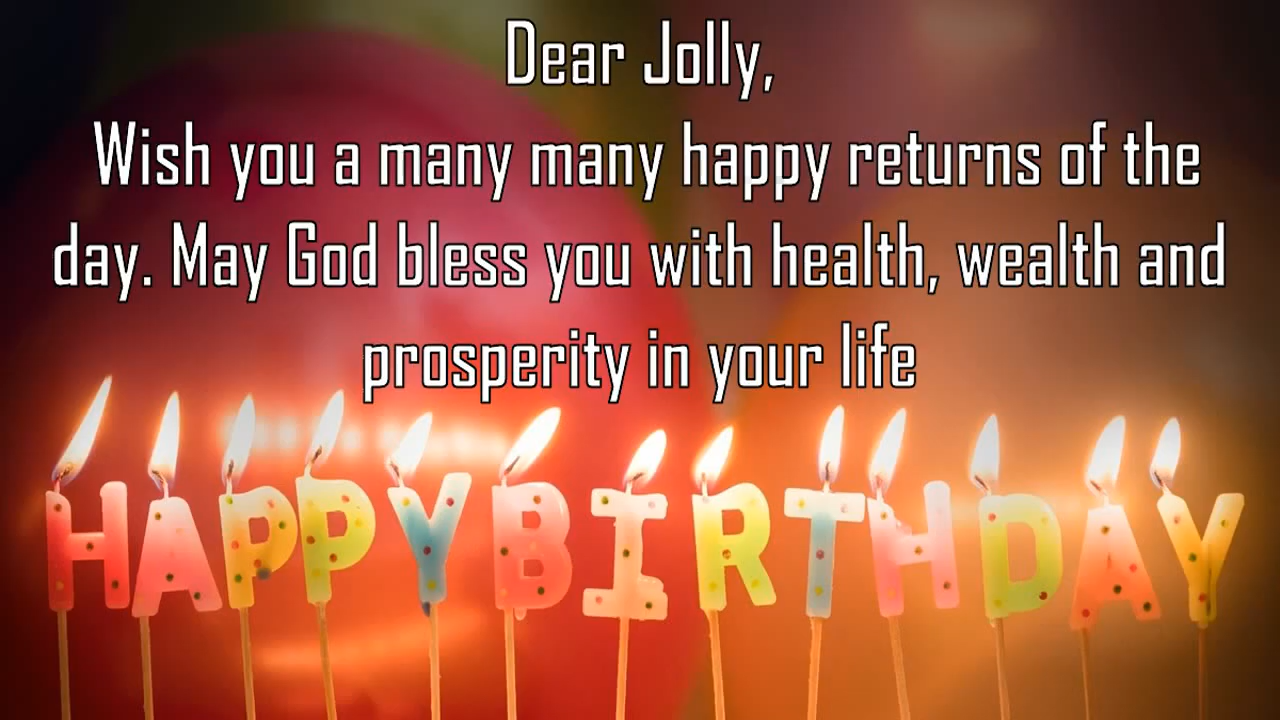 Dear Jolly,
Wish you a many many happy returns of the
day. May God bless you with health, wealth and
prosperity in your life
HAPPYBIRTHDAY